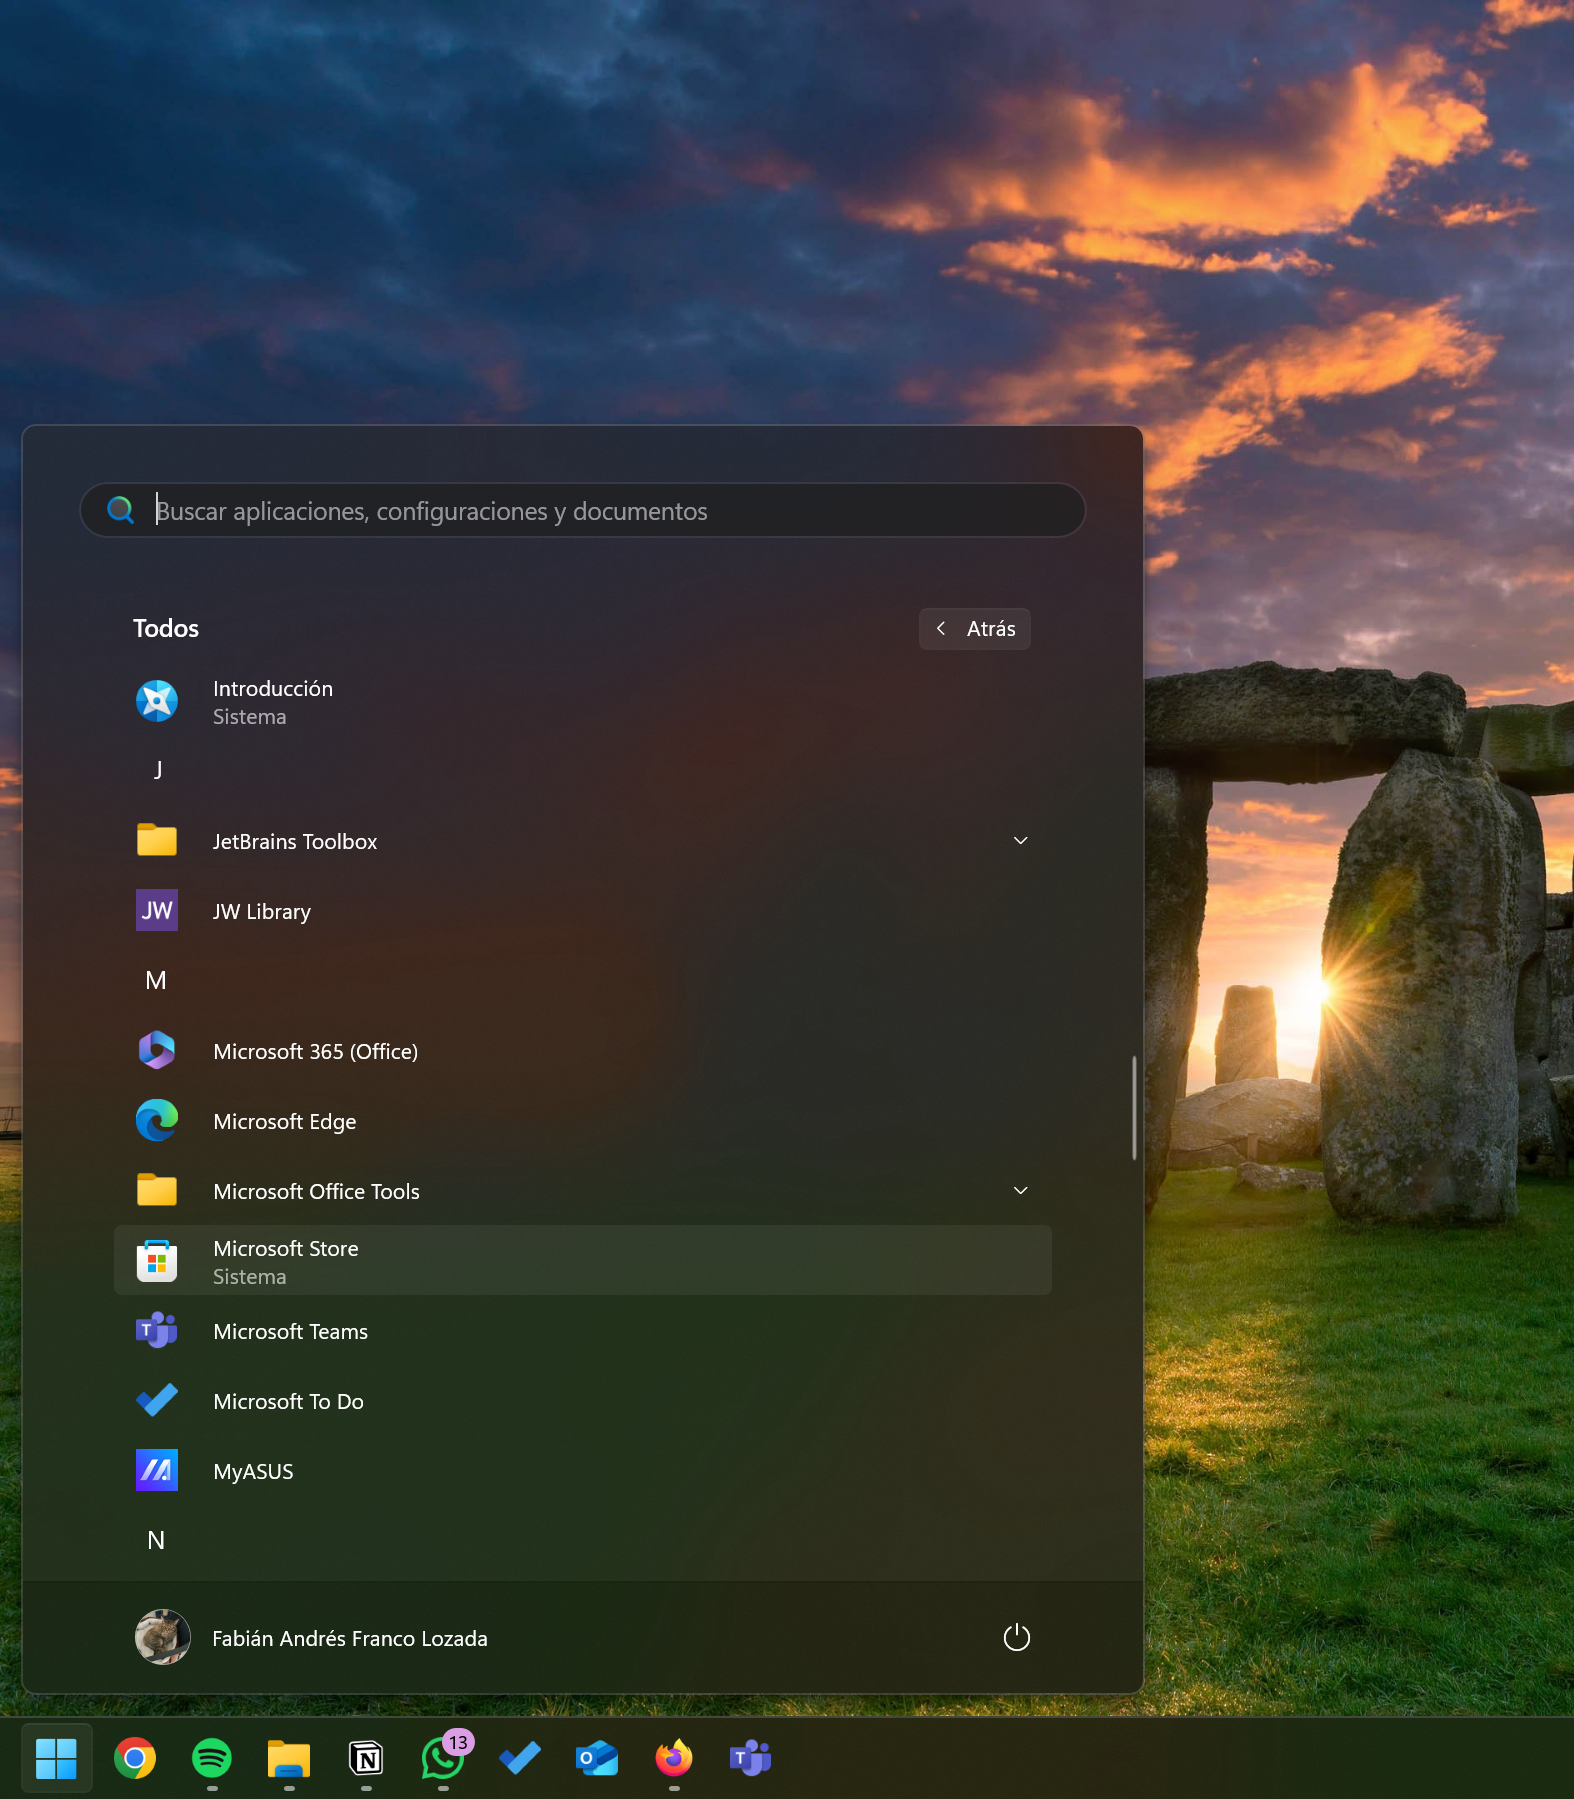 Buscar aplicaciones, configuraciones y documentos
Todos
Atrás
Introducción
Sistema
J
JetBrains Toolbox
JW
JW Library
M
Microsoft 365 (Office)
Microsoft Edge
Microsoft Office Tools
Microsoft Store
Sistema
T
Microsoft Teams
Microsoft To Do
MyASUS
N
Fabián Andrés Franco Lozada
N
13
O
T